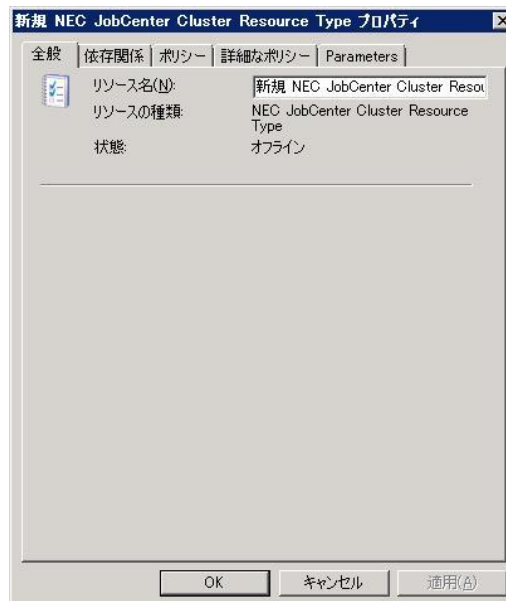 新規 NEC JobCenter Cluster Resource Type プロパティ
全般 依存関係 ポリシー 詳細なポリシー Parameters
リソース名(N): 新規 NEC JobCenter Cluster Resou
リソースの種類: NEC JobCenter Cluster Resource
Type
状態: オフライン
OK キャンセル 適用(A)